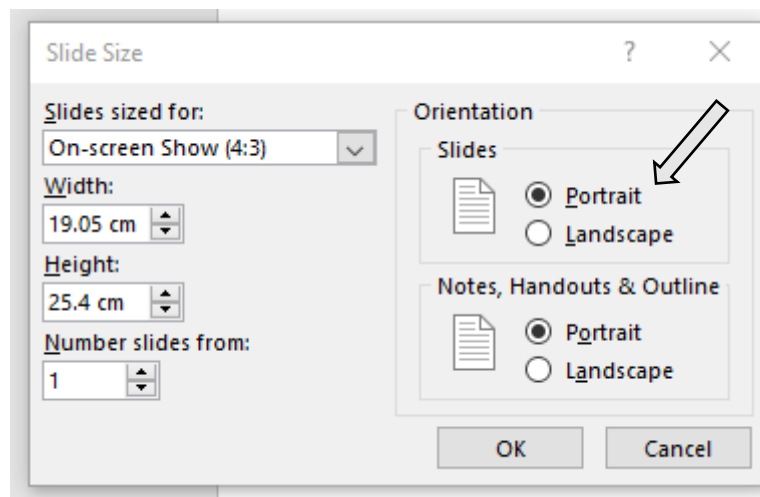 Slide Size
Slides sized for:
On-screen Show (4:3)
Width:
19.05 cm
Height:
25.4 cm
Number slides from:
1
Orientation
Slides
Portrait
Landscape
Notes, Handouts & Outline
Portrait
Landscape
OK
Cancel